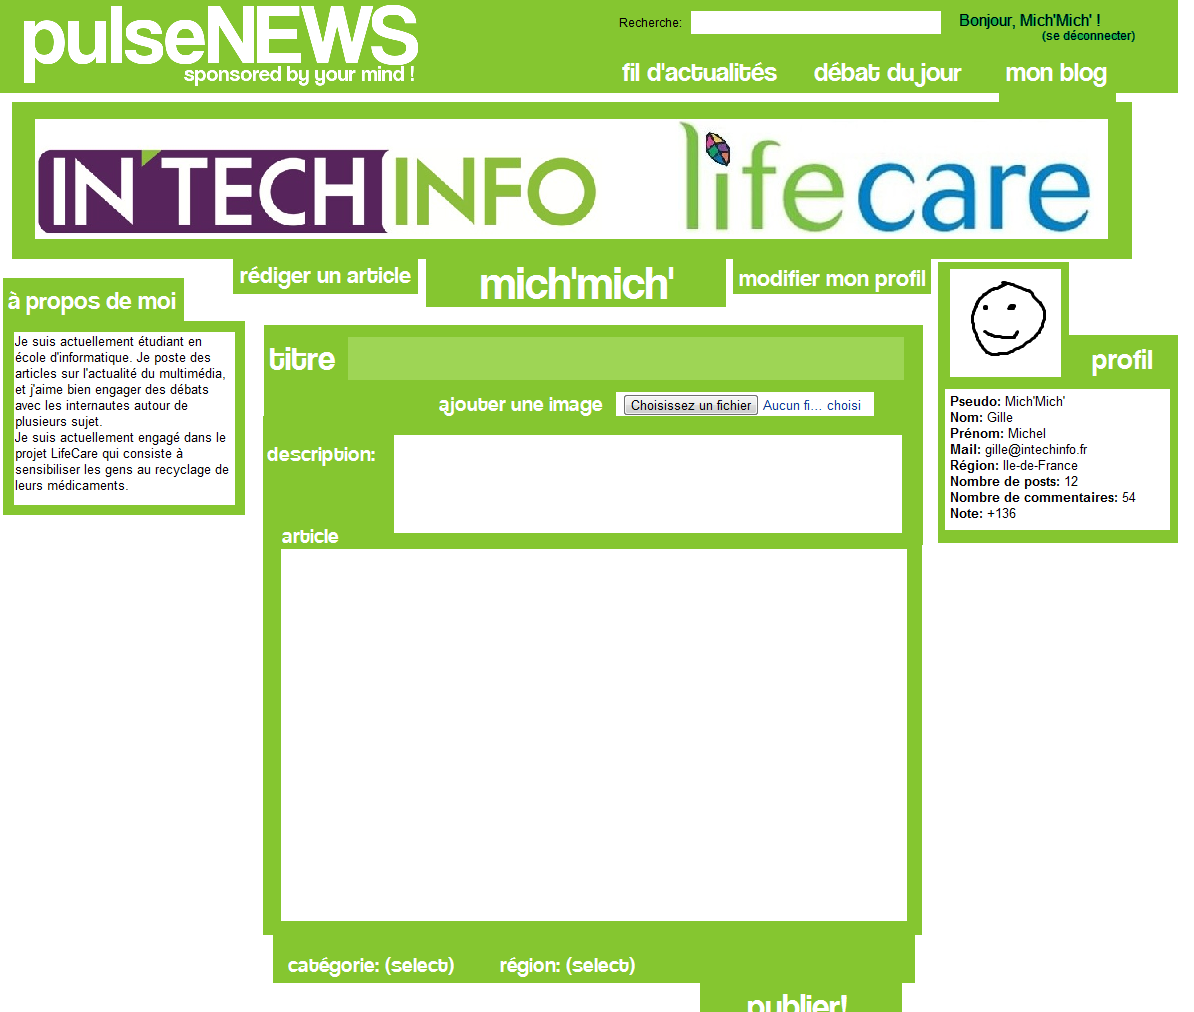 pulseNEWS
sponsored by your mind !
Recherche:
Bonjour, Mich'Mich' !
(se déconnecter)
fil d'actualités débat du jour mon blog
IN'TECH INFO
lifecare
rédiger un article
mich'mich'
modifier mon profil
à propos de moi
Je suis actuellement étudiant en
école d'informatique. Je poste des
articles sur l'actualité du multimédia,
et j'aime bien engager des débats
avec les internautes autour de
plusieurs sujet.
Je suis actuellement engagé dans le
projet LifeCare qui consiste à
sensibiliser les gens au recyclage de
leurs médicaments.
titre
ajouter une image
Choisissez un fichier Aucun fi... choisi
description:
article
catégorie: (select) région: (select)
publier!
profil
Pseudo: Mich'Mich'
Nom: Gille
Prénom: Michel
Mail: gille@intechinfo.fr
Région: Ile-de-France
Nombre de posts: 12
Nombre de commentaires: 54
Note: +136